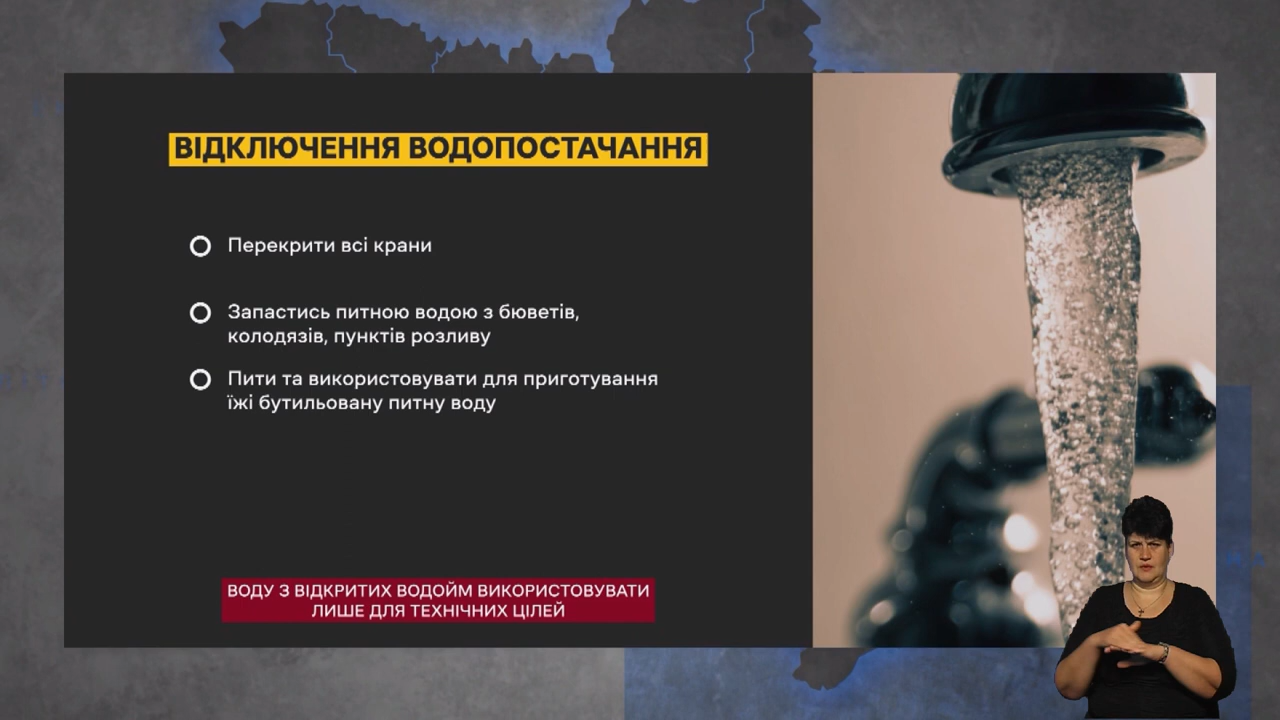 ВІДКЛЮЧЕННЯ ВОДОПОСТАЧАННЯ
Перекрити всі крани
Запастись питною водою з бюветів,
колодязів, пунктів розливу
Пити та використовувати для приготування
їжі бутильовану питну воду
ВОДУ З ВІДКРИТИХ ВОДОЙМ ВИКОРИСТОВУВАТИ
ЛИШЕ ДЛЯ ТЕХНІЧНИХ ЦІЛЕЙ